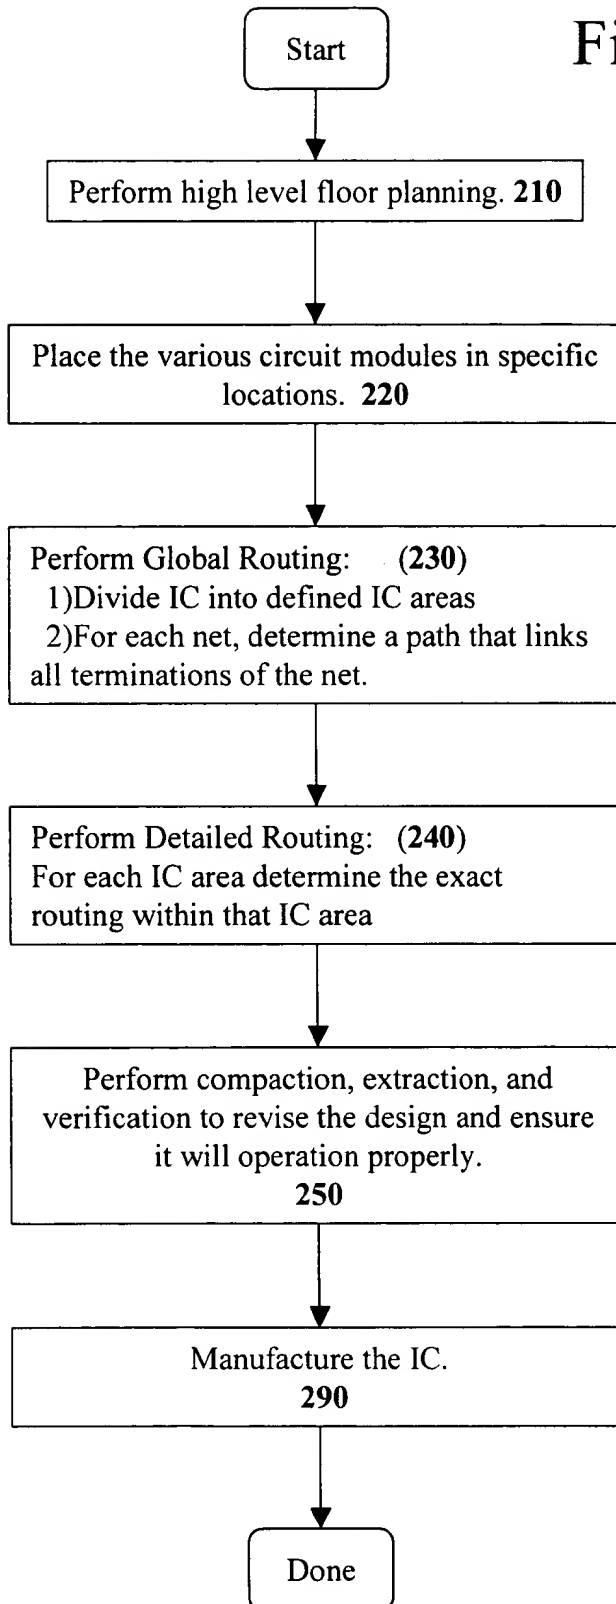 Start
Fi
Perform high level floor planning. 210
Place the various circuit modules in specific
locations. 220
Perform Global Routing: (230)
1)Divide IC into defined IC areas
2)For each net, determine a path that links
all terminations of the net.
Perform Detailed Routing: (240)
For each IC area determine the exact
routing within that IC area
Perform compaction, extraction, and
verification to revise the design and ensure
it will operation properly.
250
Manufacture the IC.
290
Done